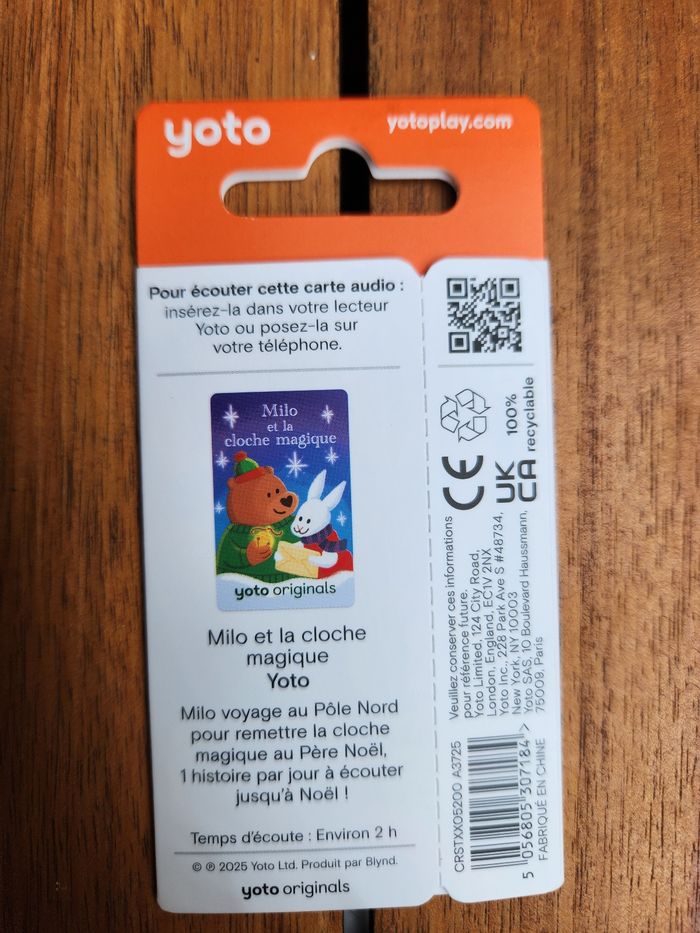 yoto
yotoplay.com
Pour écouter cette carte audio :
insérez-la dans votre lecteur
Yoto ou posez-la sur
votre téléphone.
Milo
et la
cloche magique
yoto originals
Milo et la cloche
magique
Yoto
Milo voyage au Pôle Nord
pour remettre la cloche
magique au Père Noël,
1 histoire par jour à écouter
jusqu'à Noël !
Temps d'écoute : Environ 2 h
© ℗ 2025 Yoto Ltd. Produit par Blynd.
yoto originals
CE
UK
CA
100%
recyclable
Veuillez conserver ces informations
pour référence future.
Yoto Limited, 124 City Road,
London, England, EC1V 2NX
Yoto Inc., 228 Park Ave S #48734,
New York, NY 10003
Yoto SAS, 10 Boulevard Haussmann,
75009, Paris
CRSTXX05200 A3725
5 056805 307184 >
FABRIQUÉ EN CHINE